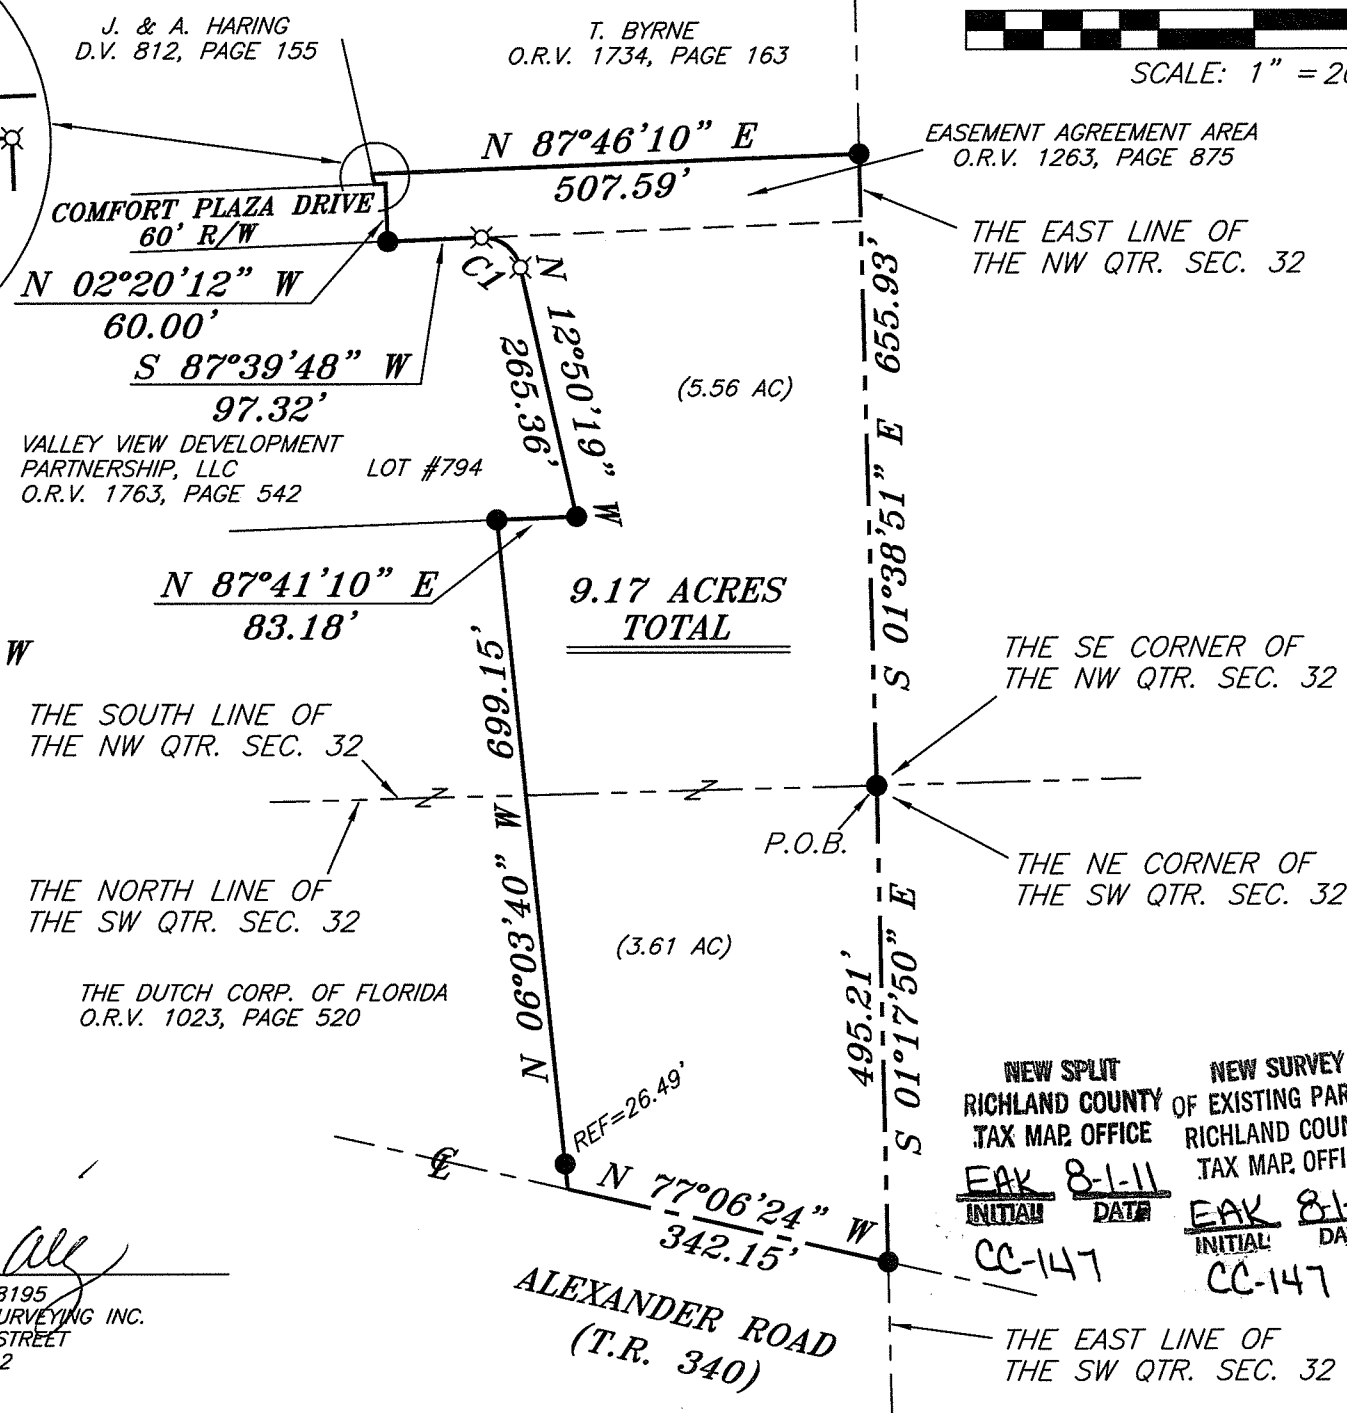 J. & A. HARING
D.V. 812, PAGE 155
T. BYRNE
O.R.V. 1734, PAGE 163
SCALE: 1" = 20
N 87°46'10" E
507.59'
EASEMENT AGREEMENT AREA
O.R.V. 1263, PAGE 875
COMFORT PLAZA DRIVE
60' R/W
THE EAST LINE OF
THE NW QTR. SEC. 32
N 02°20'12" W
60.00'
C1
S 87°39'48" W
97.32'
N 12°50'19" W
265.36'
(5.56 AC)
S 01°38'51" E 655.93'
VALLEY VIEW DEVELOPMENT
PARTNERSHIP, LLC
O.R.V. 1763, PAGE 542
LOT #794
N 87°41'10" E
83.18'
9.17 ACRES
TOTAL
W
THE SE CORNER OF
THE NW QTR. SEC. 32
THE SOUTH LINE OF
THE NW QTR. SEC. 32
N 06°03'40" W 699.15'
P.O.B.
THE NE CORNER OF
THE SW QTR. SEC. 32
THE NORTH LINE OF
THE SW QTR. SEC. 32
(3.61 AC)
THE DUTCH CORP. OF FLORIDA
O.R.V. 1023, PAGE 520
495.21'
S 01°17'50" E
REF=26.49'
NEW SPLIT
RICHLAND COUNTY
TAX MAP OFFICE
EAK 8-1-11
INITIAL DATE
CC-147
NEW SURVEY
OF EXISTING PAR
RICHLAND COUN
TAX MAP OFFI
EAK 8-1-
INITIAL DA
CC-147
N 77°06'24" W
342.15'
ALEXANDER ROAD
(T.R. 340)
8195
URVEYING INC.
STREET
2
THE EAST LINE OF
THE SW QTR. SEC. 32